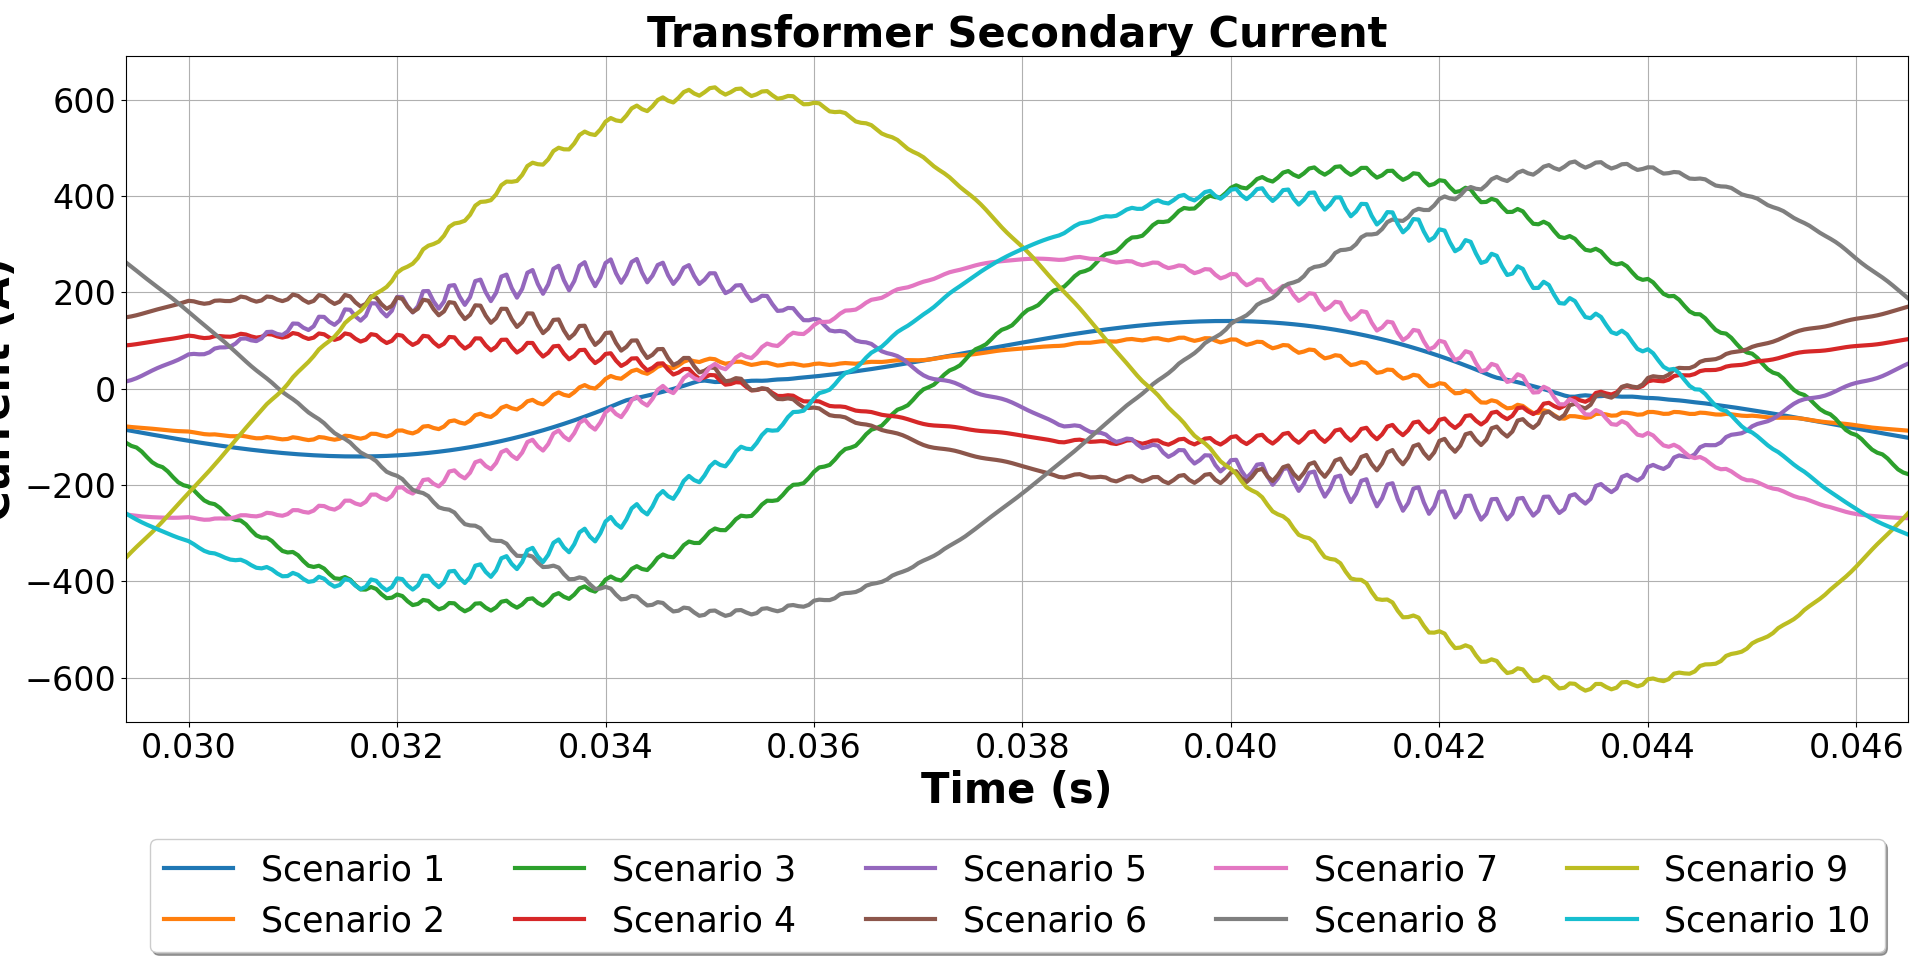 Transformer Secondary Current
Current (A)
600
400
200
0
−200
−400
−600
0.030 0.032 0.034 0.036 0.038 0.040 0.042 0.044 0.046
Time (s)
Scenario 1 Scenario 3 Scenario 5 Scenario 7 Scenario 9
Scenario 2 Scenario 4 Scenario 6 Scenario 8 Scenario 10